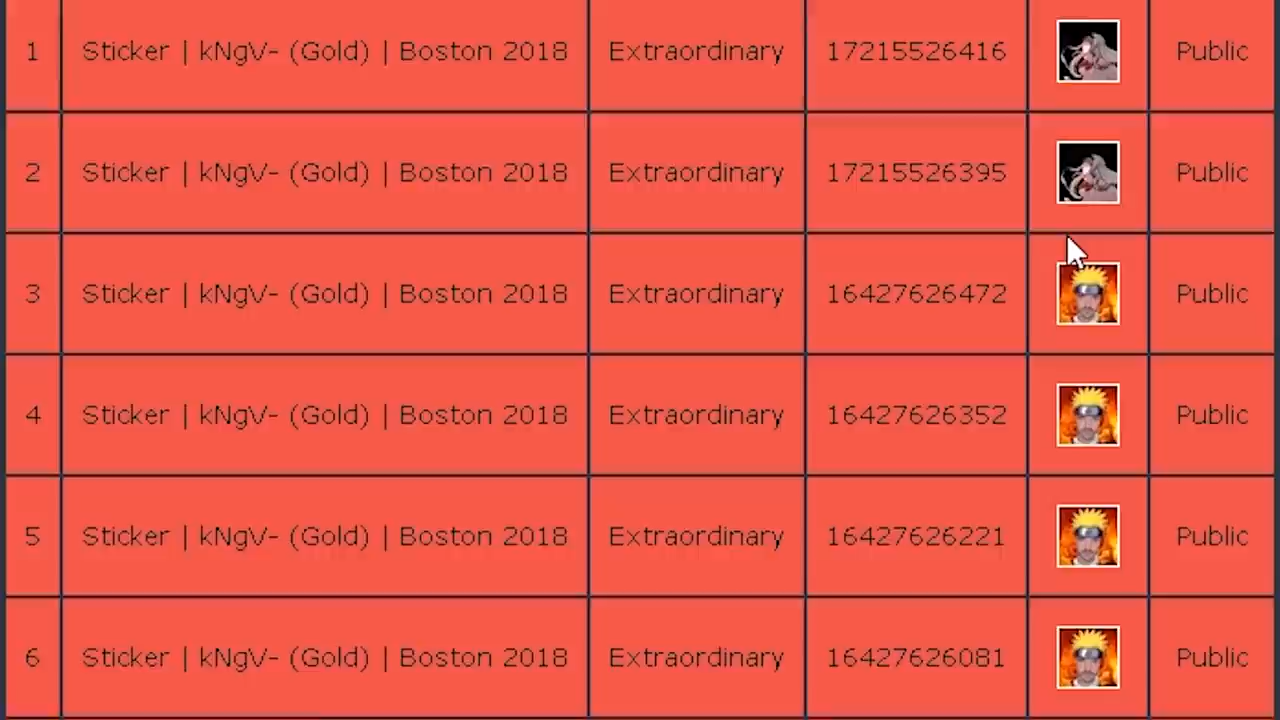 1 Sticker | kNgV- (Gold) | Boston 2018 Extraordinary 17215526416 Public
2 Sticker | kNgV- (Gold) | Boston 2018 Extraordinary 17215526395 Public
3 Sticker | kNgV- (Gold) | Boston 2018 Extraordinary 16427626472 Public
4 Sticker | kNgV- (Gold) | Boston 2018 Extraordinary 16427626352 Public
5 Sticker | kNgV- (Gold) | Boston 2018 Extraordinary 16427626221 Public
6 Sticker | kNgV- (Gold) | Boston 2018 Extraordinary 16427626081 Public